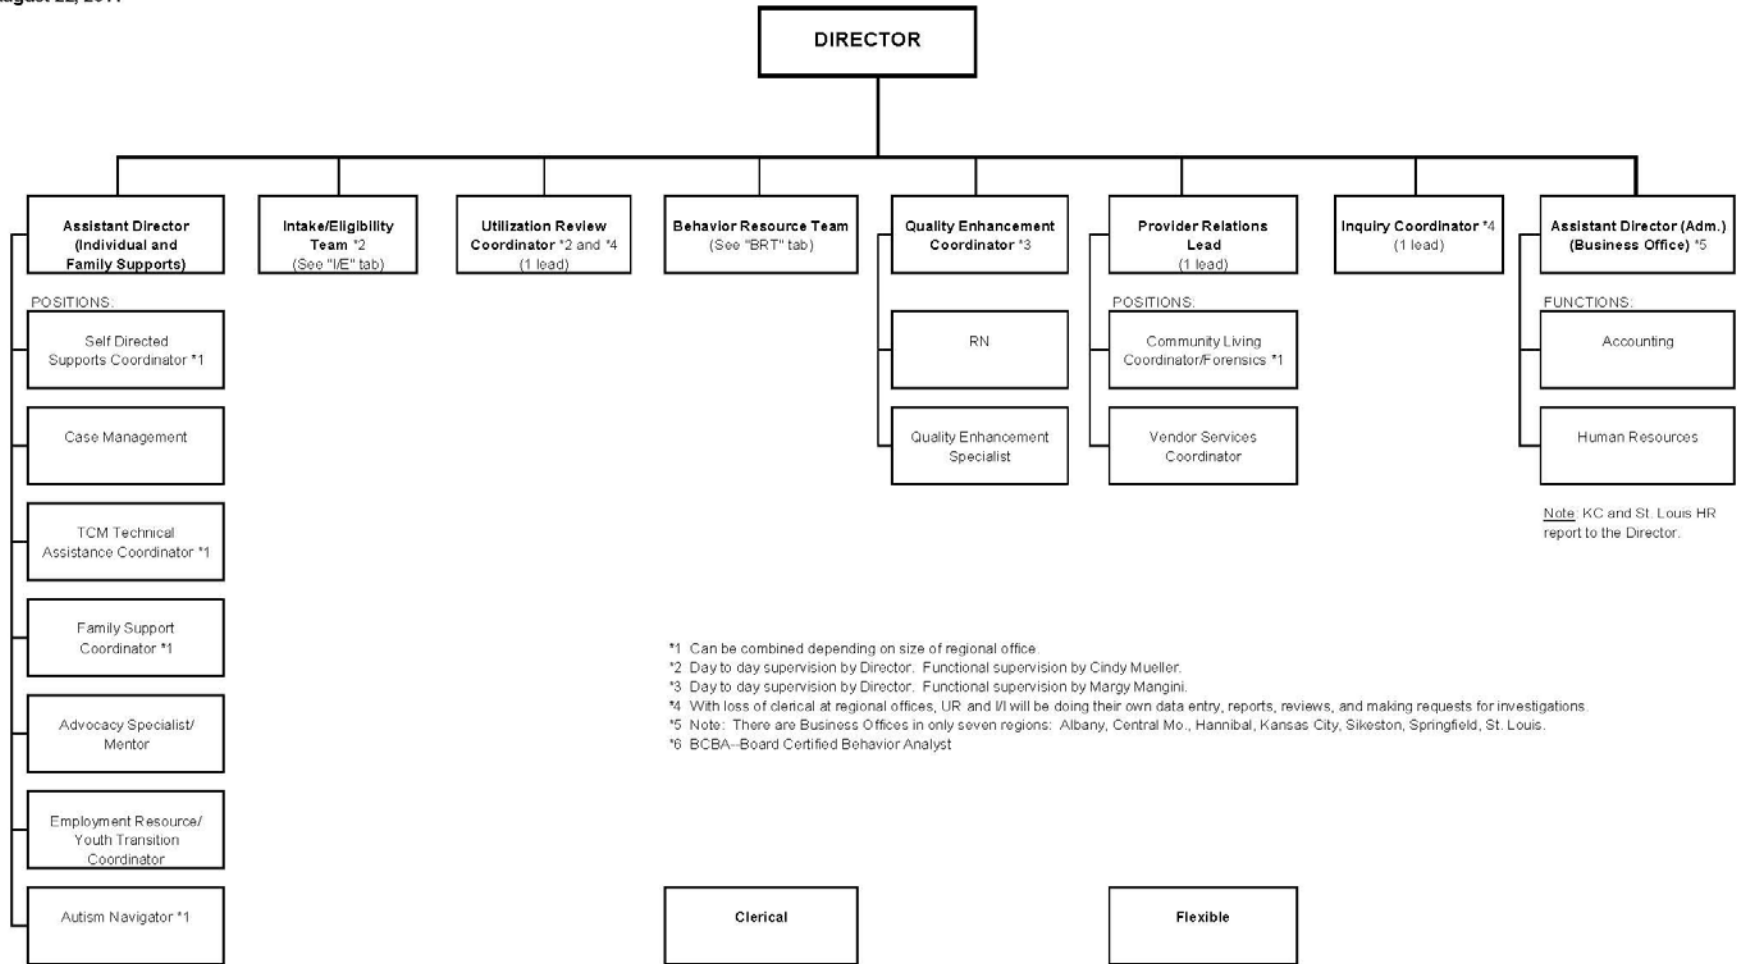 DIRECTOR
Assistant Director
(Individual and
Family Supports)
Intake/Eligibility
Team *2
(See "I/E" tab)
Utilization Review
Coordinator *2 and *4
(1 lead)
Behavior Resource Team
(See "BRT" tab)
Quality Enhancement
Coordinator *3
Provider Relations
Lead
(1 lead)
Inquiry Coordinator *4
(1 lead)
Assistant Director (Adm.)
(Business Office) *5
POSITIONS:
Self Directed
Supports Coordinator *1
Case Management
TCM Technical
Assistance Coordinator *1
Family Support
Coordinator *1
Advocacy Specialist/
Mentor
Employment Resource/
Youth Transition
Coordinator
Autism Navigator *1
RN
Quality Enhancement
Specialist
POSITIONS:
Community Living
Coordinator/Forensics *1
Vendor Services
Coordinator
FUNCTIONS:
Accounting
Human Resources
Note: KC and St. Louis HR
report to the Director.
*1 Can be combined depending on size of regional office.
*2 Day to day supervision by Director. Functional supervision by Cindy Mueller.
*3 Day to day supervision by Director. Functional supervision by Margy Mangini.
*4 With loss of clerical at regional offices, UR and I/I will be doing their own data entry, reports, reviews, and making requests for investigations.
*5 Note: There are Business Offices in only seven regions: Albany, Central Mo., Hannibal, Kansas City, Sikeston, Springfield, St. Louis.
*6 BCBA--Board Certified Behavior Analyst
Clerical
Flexible